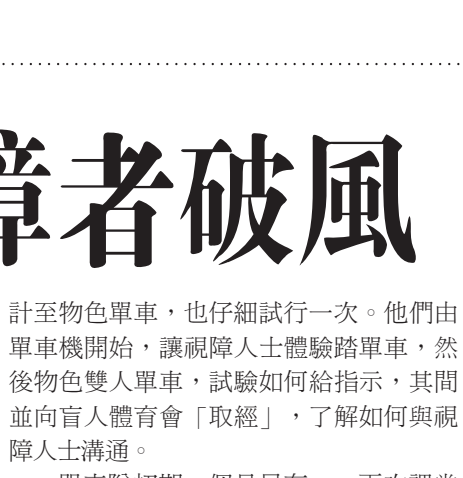 障者破風
計至物色單車，也仔細試行一次。他們由
單車機開始，讓視障人士體驗踏單車，然
後物色雙人單車，試驗如何給指示，其間
並向盲人體育會「取經」，了解如何與視
障人士溝通。